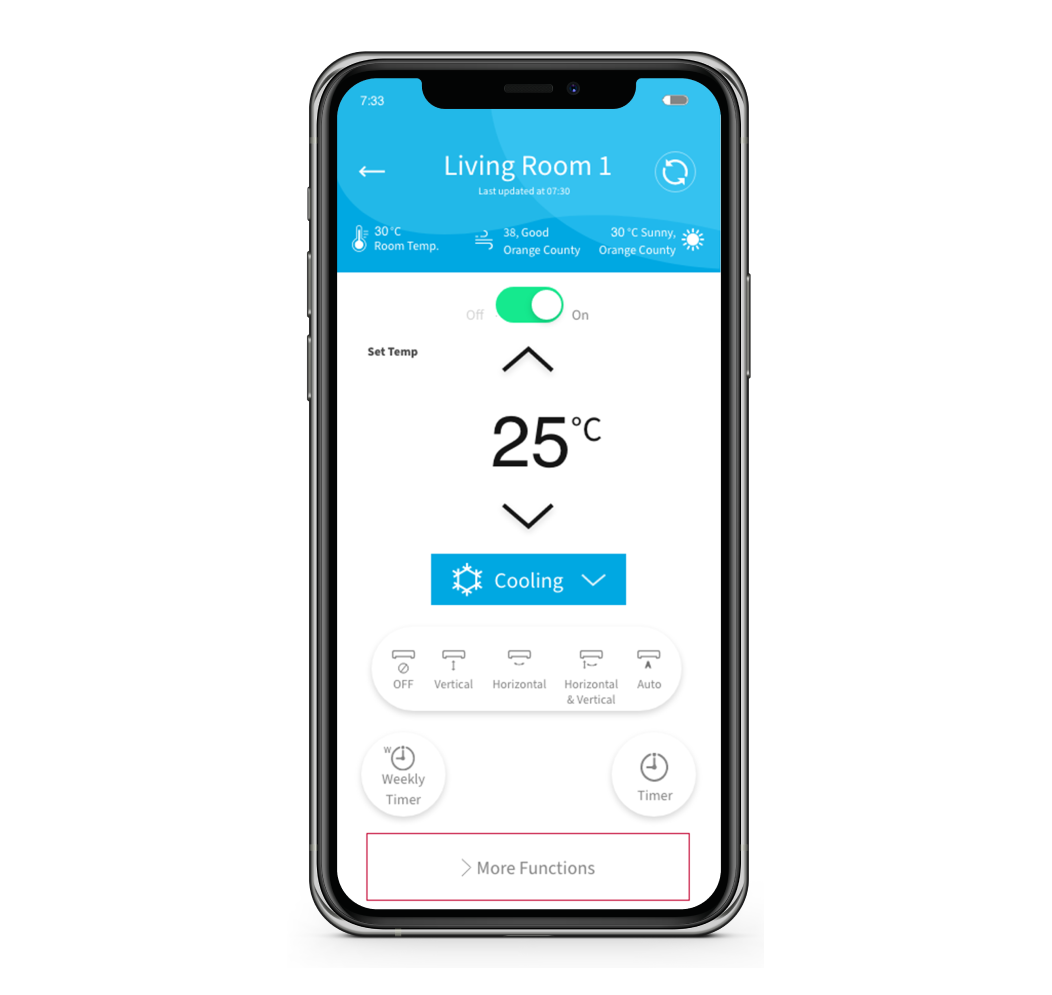 7:33
Living Room 1
Last updated at 07:30
30 °C
Room Temp.
38, Good
Orange County
30 °C Sunny,
Orange County
Off
On
Set Temp
25°C
Cooling
OFF
Vertical
Horizontal
Horizontal
& Vertical
A
Auto
W
Weekly
Timer
Timer
More Functions